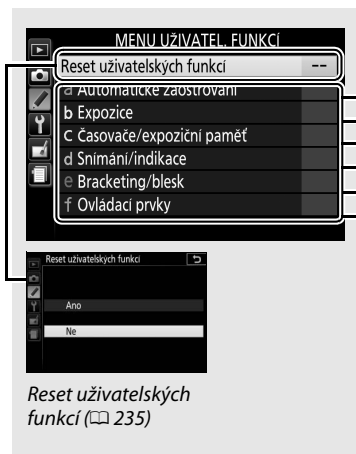 MENU UŽIVATEL. FUNKCÍ
Reset uživatelských funkcí --
a Automatické zaostřování
b Expozice
c Časovače/expoziční paměť
d Snímání/indikace
e Bracketing/blesk
f Ovládací prvky
Reset uživatelských funkcí
Ano
Ne
Reset uživatelských
funkcí (📖 235)